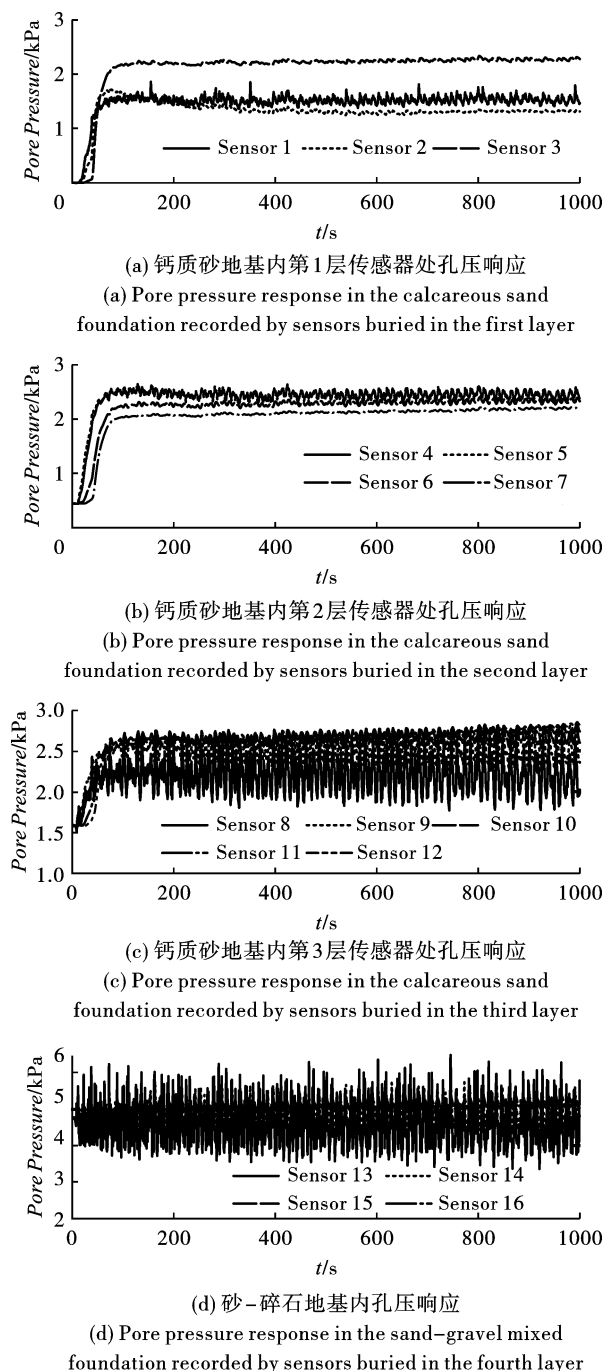 3
2
1
Pore Pressure/kPa
Sensor 1 Sensor 2 Sensor 3
0 200 400 600 800 1000
t/s
(a) 钙质砂地基内第1层传感器处孔压响应
(a) Pore pressure response in the calcareous sand
foundation recorded by sensors buried in the first layer
3
2
1
Pore Pressure/kPa
Sensor 4 Sensor 5
Sensor 6 Sensor 7
0 200 400 600 800 1000
t/s
(b) 钙质砂地基内第2层传感器处孔压响应
(b) Pore pressure response in the calcareous sand
foundation recorded by sensors buried in the second layer
3.0
2.5
2.0
1.5
1.0
Pore Pressure/kPa
Sensor 8 Sensor 9 Sensor 10
Sensor 11 Sensor 12
0 200 400 600 800 1000
t/s
(c) 钙质砂地基内第3层传感器处孔压响应
(c) Pore pressure response in the calcareous sand
foundation recorded by sensors buried in the third layer
6
5
4
3
2
Pore Pressure/kPa
Sensor 13 Sensor 14
Sensor 15 Sensor 16
0 200 400 600 800 1000
t/s
(d) 砂-碎石地基内孔压响应
(d) Pore pressure response in the sand-gravel mixed
foundation recorded by sensors buried in the fourth layer